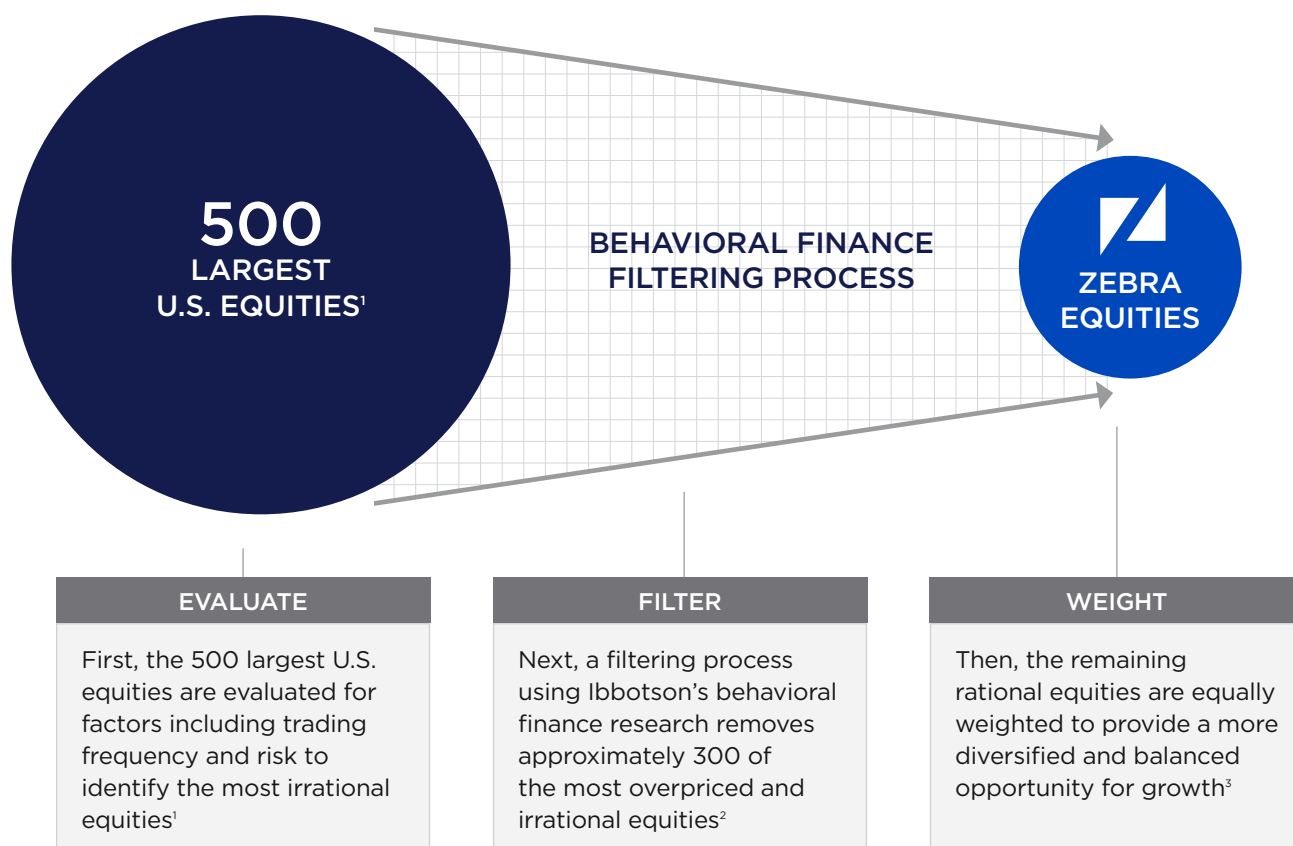 500
LARGEST
U.S. EQUITIES¹
BEHAVIORAL FINANCE
FILTERING PROCESS
ZEBRA
EQUITIES
EVALUATE
First, the 500 largest U.S.
equities are evaluated for
factors including trading
frequency and risk to
identify the most irrational
equities¹
FILTER
Next, a filtering process
using Ibbotson’s behavioral
finance research removes
approximately 300 of
the most overpriced and
irrational equities²
WEIGHT
Then, the remaining
rational equities are equally
weighted to provide a more
diversified and balanced
opportunity for growth³